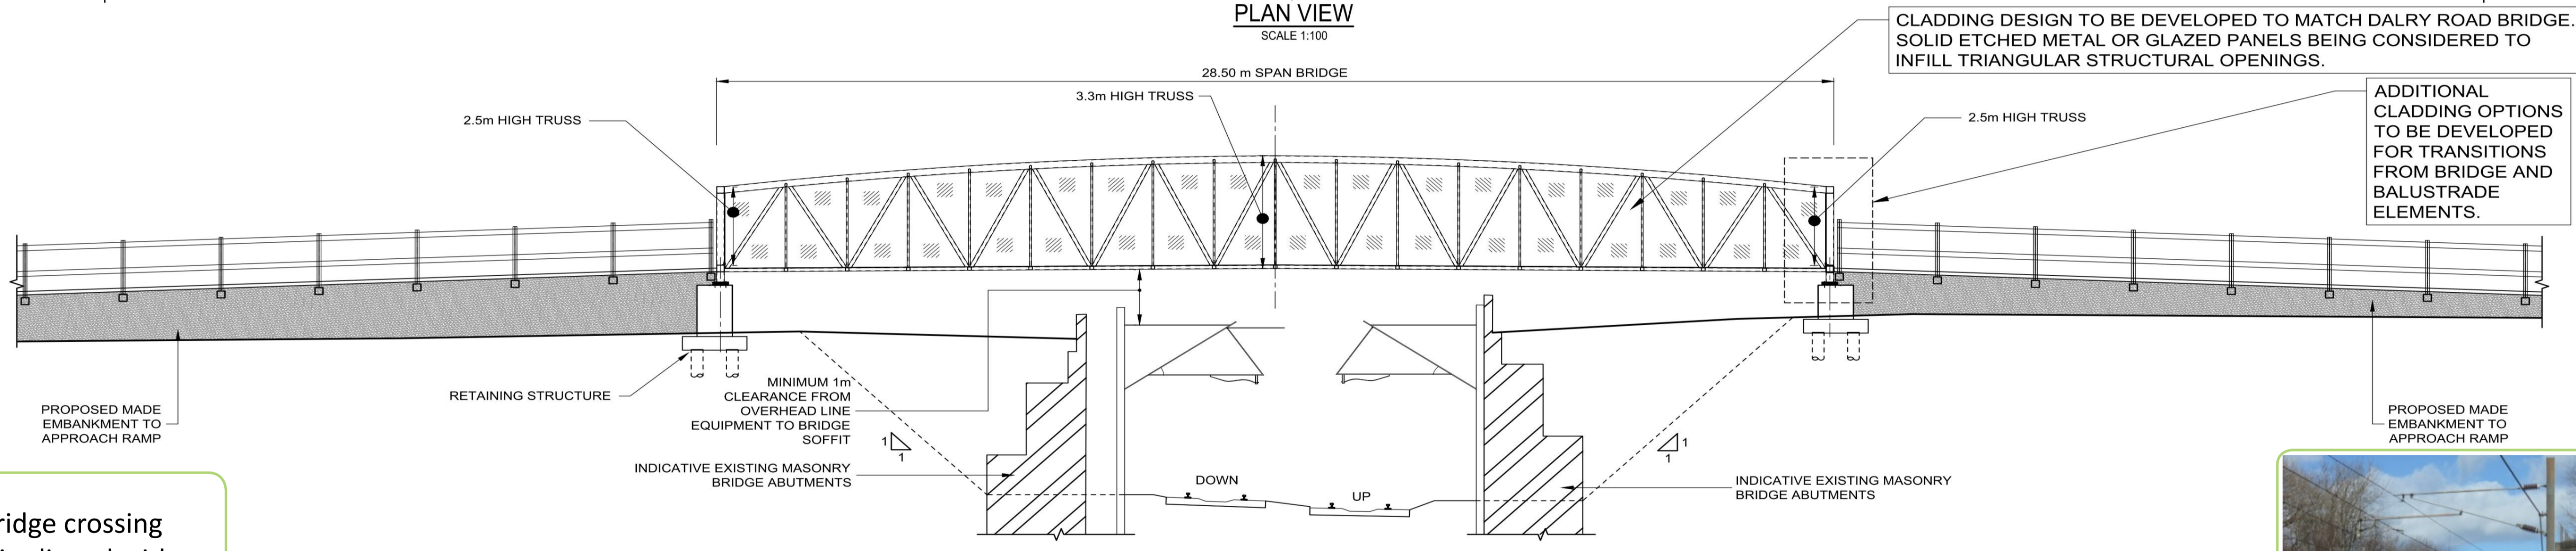 PLAN VIEW
SCALE 1:100
CLADDING DESIGN TO BE DEVELOPED TO MATCH DALRY ROAD BRIDGE.
SOLID ETCHED METAL OR GLAZED PANELS BEING CONSIDERED TO
INFILL TRIANGULAR STRUCTURAL OPENINGS.
28.50 m SPAN BRIDGE
3.3m HIGH TRUSS
2.5m HIGH TRUSS
2.5m HIGH TRUSS
ADDITIONAL
CLADDING OPTIONS
TO BE DEVELOPED
FOR TRANSITIONS
FROM BRIDGE AND
BALUSTRADE
ELEMENTS.
RETAINING STRUCTURE
MINIMUM 1m
CLEARANCE FROM
OVERHEAD LINE
EQUIPMENT TO BRIDGE
SOFFIT
PROPOSED MADE
EMBANKMENT TO
APPROACH RAMP
PROPOSED MADE
EMBANKMENT TO
APPROACH RAMP
1
1
1
1
INDICATIVE EXISTING MASONRY
BRIDGE ABUTMENTS
DOWN
UP
INDICATIVE EXISTING MASONRY
BRIDGE ABUTMENTS
crossing